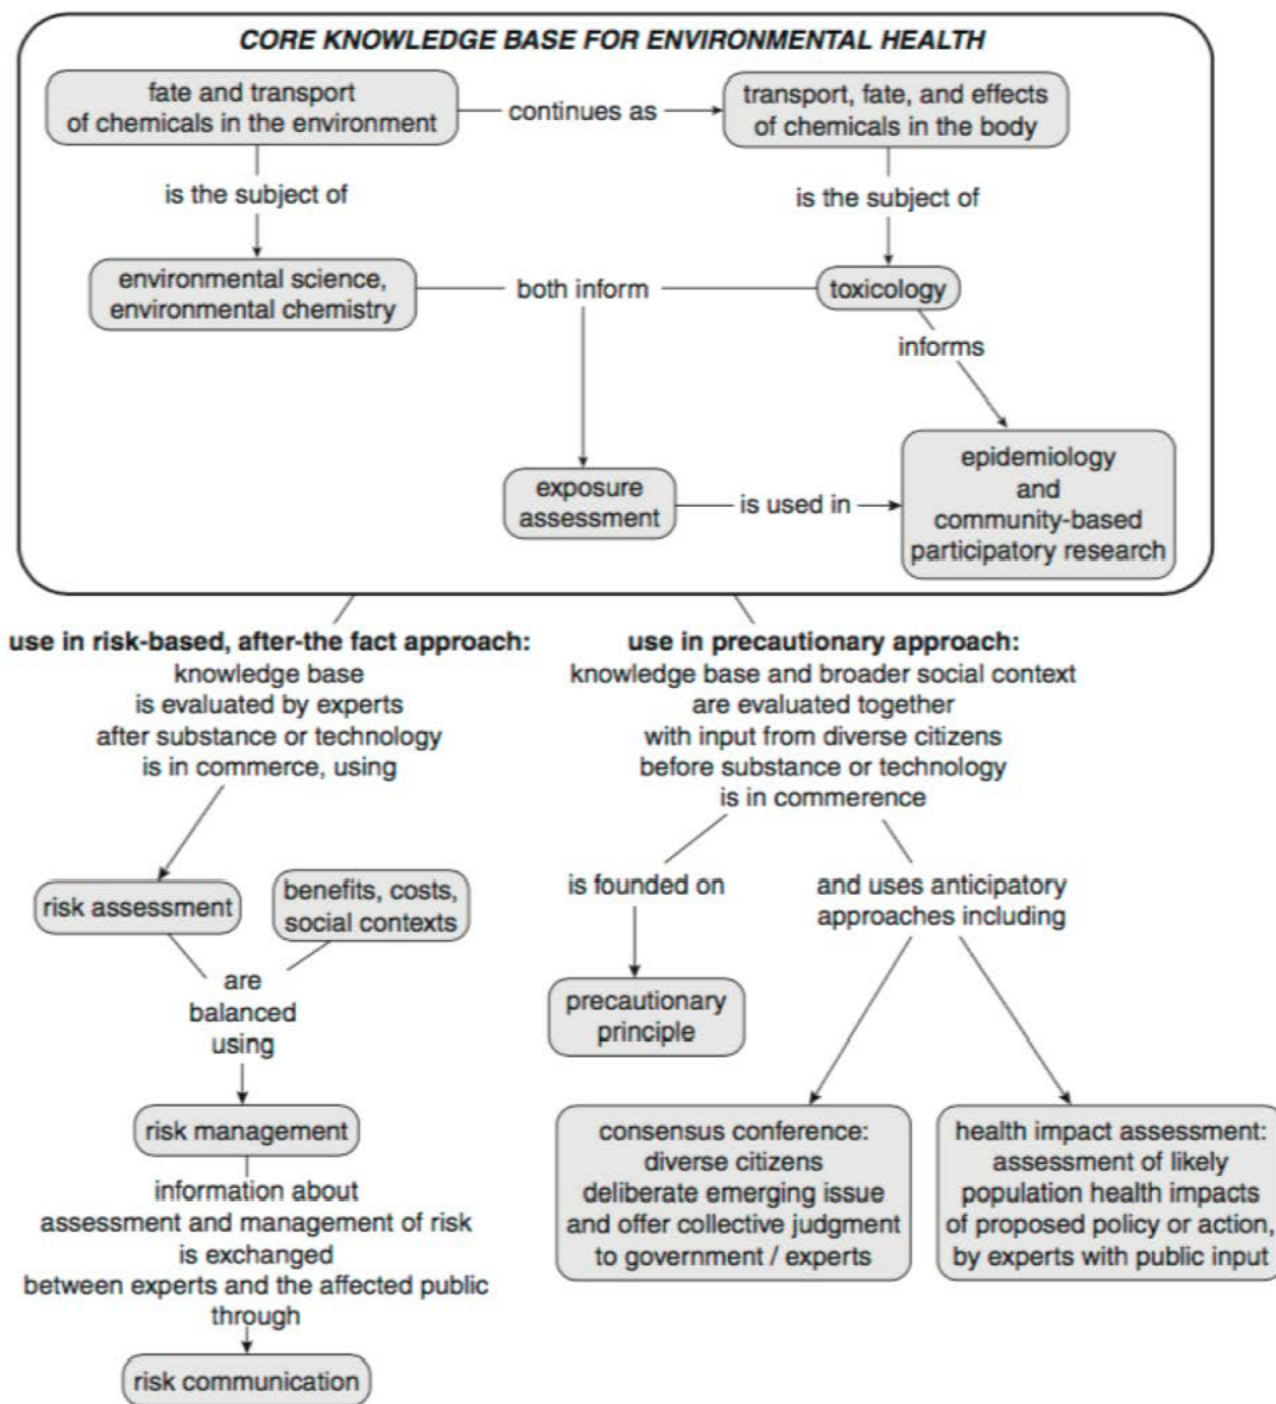 CORE KNOWLEDGE BASE FOR ENVIRONMENTAL HEALTH
fate and transport
of chemicals in the environment
continues as
transport, fate, and effects
of chemicals in the body
is the subject of
is the subject of
environmental science,
environmental chemistry
both inform
toxicology
informs
exposure
assessment
is used in
epidemiology
and
community-based
participatory research
use in risk-based, after-the fact approach:
knowledge base
is evaluated by experts
after substance or technology
is in commerce, using
risk assessment
benefits, costs,
social contexts
are
balanced
using
risk management
information about
assessment and management of risk
is exchanged
between experts and the affected public
through
risk communication
use in precautionary approach:
knowledge base and broader social context
are evaluated together
with input from diverse citizens
before substance or technology
is in commerence
is founded on
precautionary
principle
and uses anticipatory
approaches including
consensus conference:
diverse citizens
deliberate emerging issue
and offer collective judgment
to government / experts
health impact assessment:
assessment of likely
population health impacts
of proposed policy or action,
by experts with public input